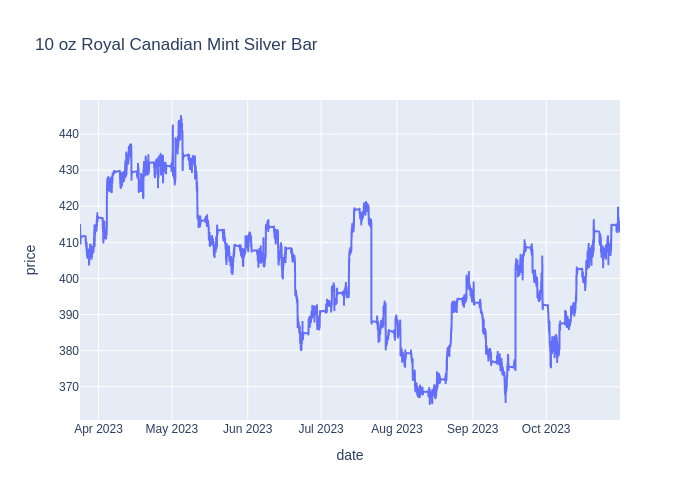 10 oz Royal Canadian Mint Silver Bar
440
430
420
410
400
390
380
370
price
Apr 2023 May 2023 Jun 2023 Jul 2023 Aug 2023 Sep 2023 Oct 2023
date